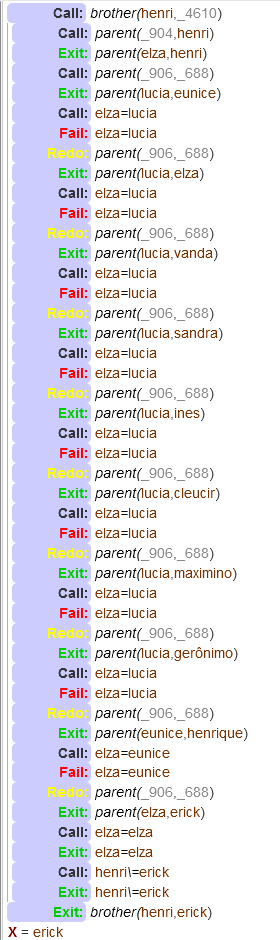 Call: brother(henri,_4610)
Call: parent(_904,henri)
Exit: parent(elza,henri)
Call: parent(_906,_688)
Exit: parent(lucia,eunice)
Call: elza=lucia
Fail: elza=lucia
Redo: parent(_906,_688)
Exit: parent(lucia,elza)
Call: elza=lucia
Fail: elza=lucia
Redo: parent(_906,_688)
Exit: parent(lucia,vanda)
Call: elza=lucia
Fail: elza=lucia
Redo: parent(_906,_688)
Exit: parent(lucia,sandra)
Call: elza=lucia
Fail: elza=lucia
Redo: parent(_906,_688)
Exit: parent(lucia,ines)
Call: elza=lucia
Fail: elza=lucia
Redo: parent(_906,_688)
Exit: parent(lucia,cleucir)
Call: elza=lucia
Fail: elza=lucia
Redo: parent(_906,_688)
Exit: parent(lucia,maximino)
Call: elza=lucia
Fail: elza=lucia
Redo: parent(_906,_688)
Exit: parent(lucia,gerônimo)
Call: elza=lucia
Fail: elza=lucia
Redo: parent(_906,_688)
Exit: parent(eunice,henrique)
Call: elza=eunice
Fail: elza=eunice
Redo: parent(_906,_688)
Exit: parent(elza,erick)
Call: elza=elza
Exit: elza=elza
Call: henri\=erick
Exit: henri\=erick
Exit: brother(henri,erick)
X = erick